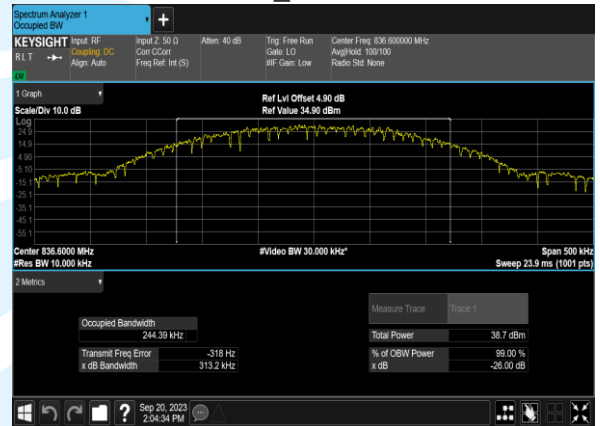 Spectrum Analyzer 1
Occupied BW
+
KEYSIGHT Input: RF Input Z: 50 Ω Atten: 40 dB Trig: Free Run Center Freq: 836.600000 MHz
RLT Coupling: DC Corr CCorr Gate: LO Avg|Hold: 100/100
Align: Auto Freq Ref: Int (S) #IF Gain: Low Radio Std: None
1 Graph
Ref Lvl Offset 4.90 dB
Scale/Div 10.0 dB Ref Value 34.90 dBm
Log
24.9
14.9
4.90
-5.10
-15.1
-25.1
-35.1
-45.1
-55.1
Center 836.6000 MHz #Video BW 30.000 kHz* Span 500 kHz
#Res BW 10.000 kHz Sweep 23.9 ms (1001 pts)
2 Metrics
Measure Trace Trace 1
Occupied Bandwidth
244.39 kHz Total Power 38.7 dBm
Transmit Freq Error -318 Hz % of OBW Power 99.00 %
x dB Bandwidth 313.2 kHz x dB -26.00 dB
? Sep 20, 2023
2:04:34 PM